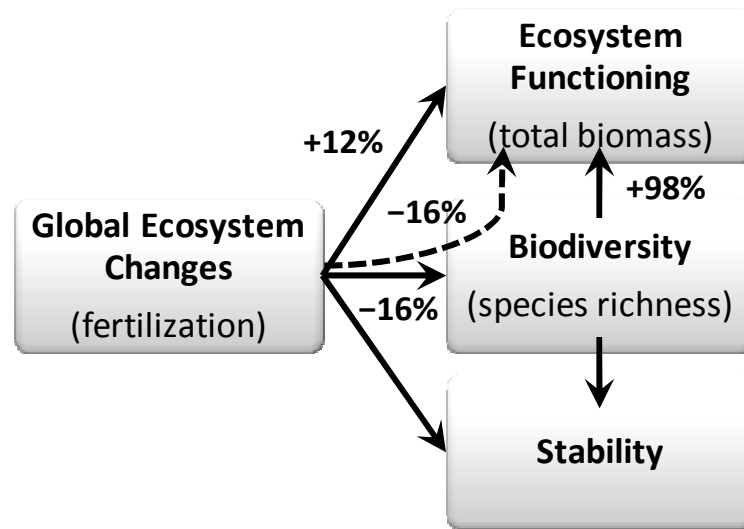 Ecosystem
Functioning
(total biomass)
+12%
−16%
+98%
Global Ecosystem
Changes
(fertilization)
Biodiversity
(species richness)
−16%
Stability